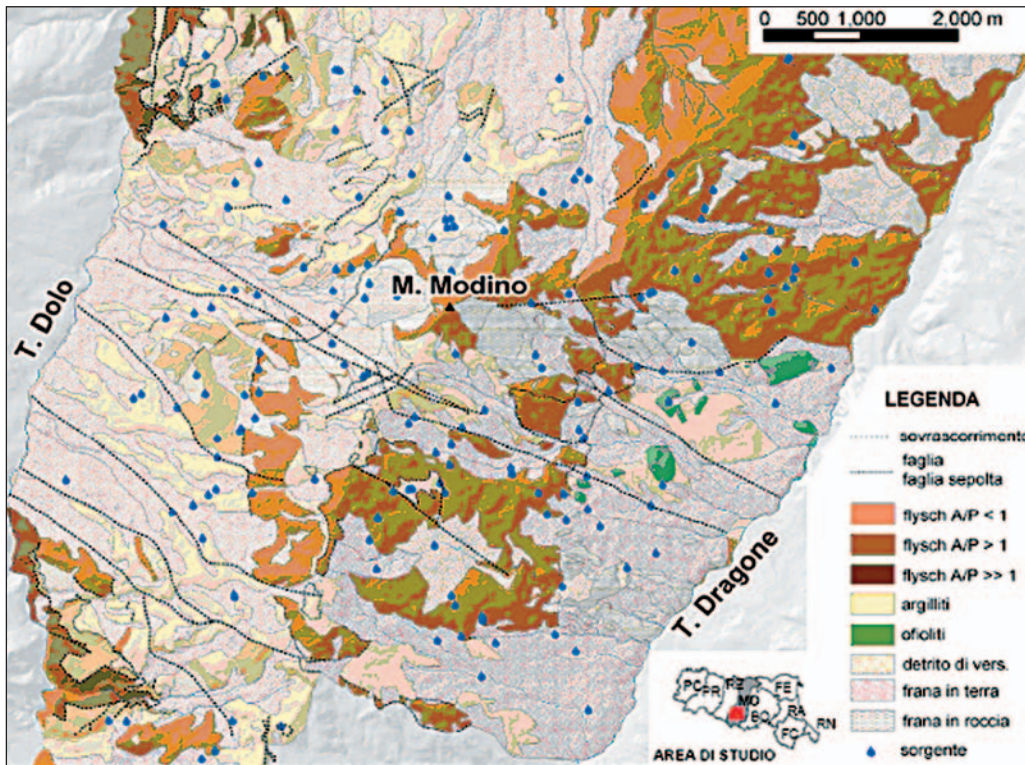 0 500 1.000 2.000 m
M. Modino
T. Dolo
T. Dragone
LEGENDA
sovrascorrimento
faglia
faglia sepolta
flysch A/P < 1
flysch A/P > 1
flysch A/P >> 1
argilliti
ofioliti
detrito di vers.
frana in terra
frana in roccia
sorgente
PC
PR
RE
MO
BO
FE
RA
FC
RN
AREA DI STUDIO